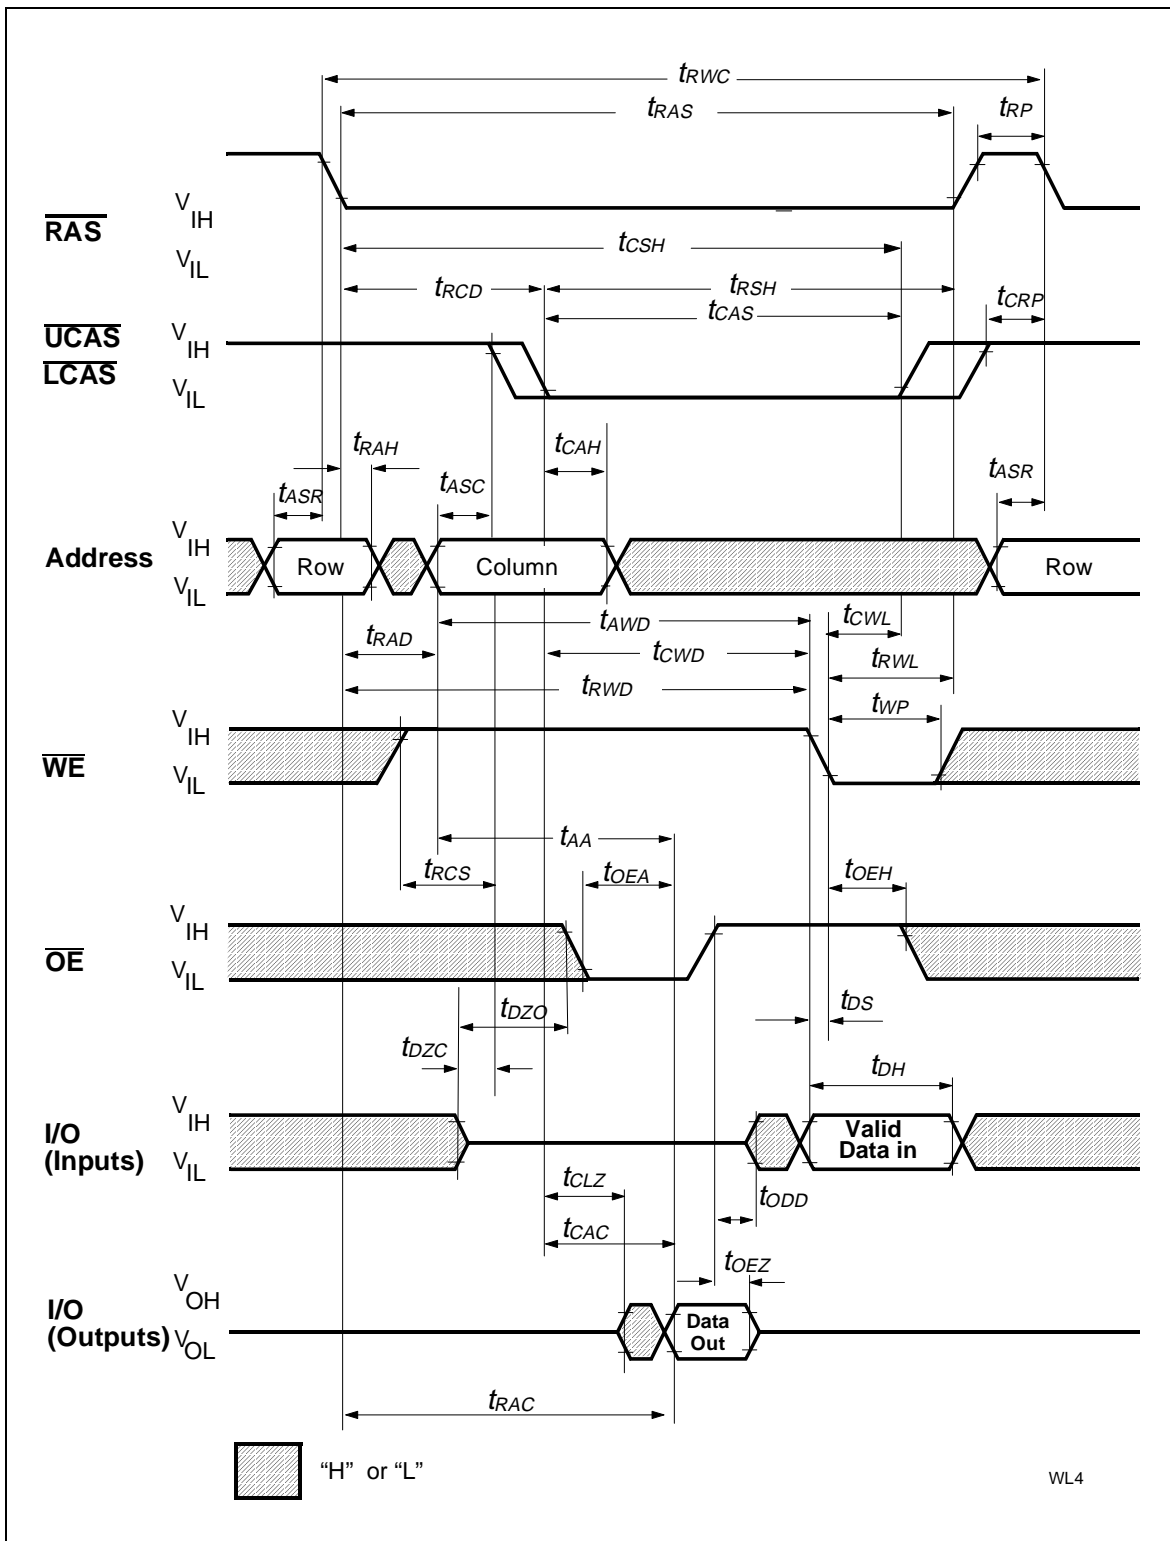 tRWC
tRAS
tRP
VIH
RAS
VIL
tCSH
tRCD
tRSH
tCAS
tCRP
UCAS
VIH
LCAS
VIL
tRAH
tCAH
tASR
tASC
tASR
VIH
Address
Row
Column
Row
VIL
tAWD
tCWL
tRAD
tCWD
tRWL
tRWD
tWP
VIH
WE
VIL
tAA
tRCS
tOEA
tOEH
VIH
OE
VIL
tDZO
tDS
tDZC
tDH
VIH
I/O
(Inputs)
VIL
Valid
Data in
tCLZ
tODD
tCAC
tOEZ
VOH
I/O
(Outputs)
VOL
Data
Out
tRAC
“H” or “L”
WL4